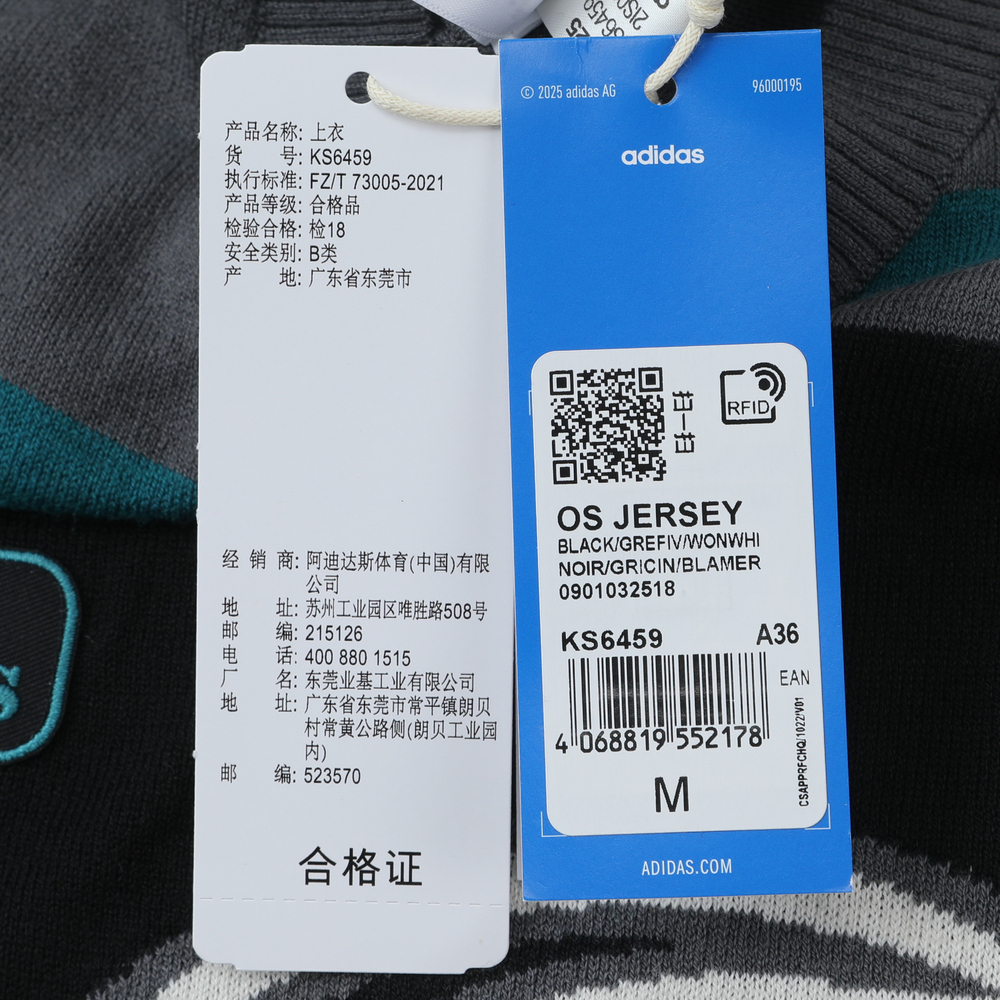 产品名称: 上衣
货 号: KS6459
执行标准: FZ/T 73005-2021
产品等级: 合格品
检验合格: 检18
安全类别: B类
产 地: 广东省东莞市
经 销 商: 阿迪达斯体育(中国)有限
公司
地 址: 苏州工业园区唯胜路508号
邮 编: 215126
电 话: 400 880 1515
厂 名: 东莞业基工业有限公司
地 址: 广东省东莞市常平镇朗贝
村常黄公路侧(朗贝工业园
内)
邮 编: 523570
合格证
© 2025 adidas AG
96000195
adidas
RFID
OS JERSEY
BLACK/GREFIV/WONWHI
NOIR/GRICIN/BLAMER
0901032518
KS6459 A36
EAN
4 068819 552178
CSAPPRFCHQ/1022/V01
M
ADIDAS.COM